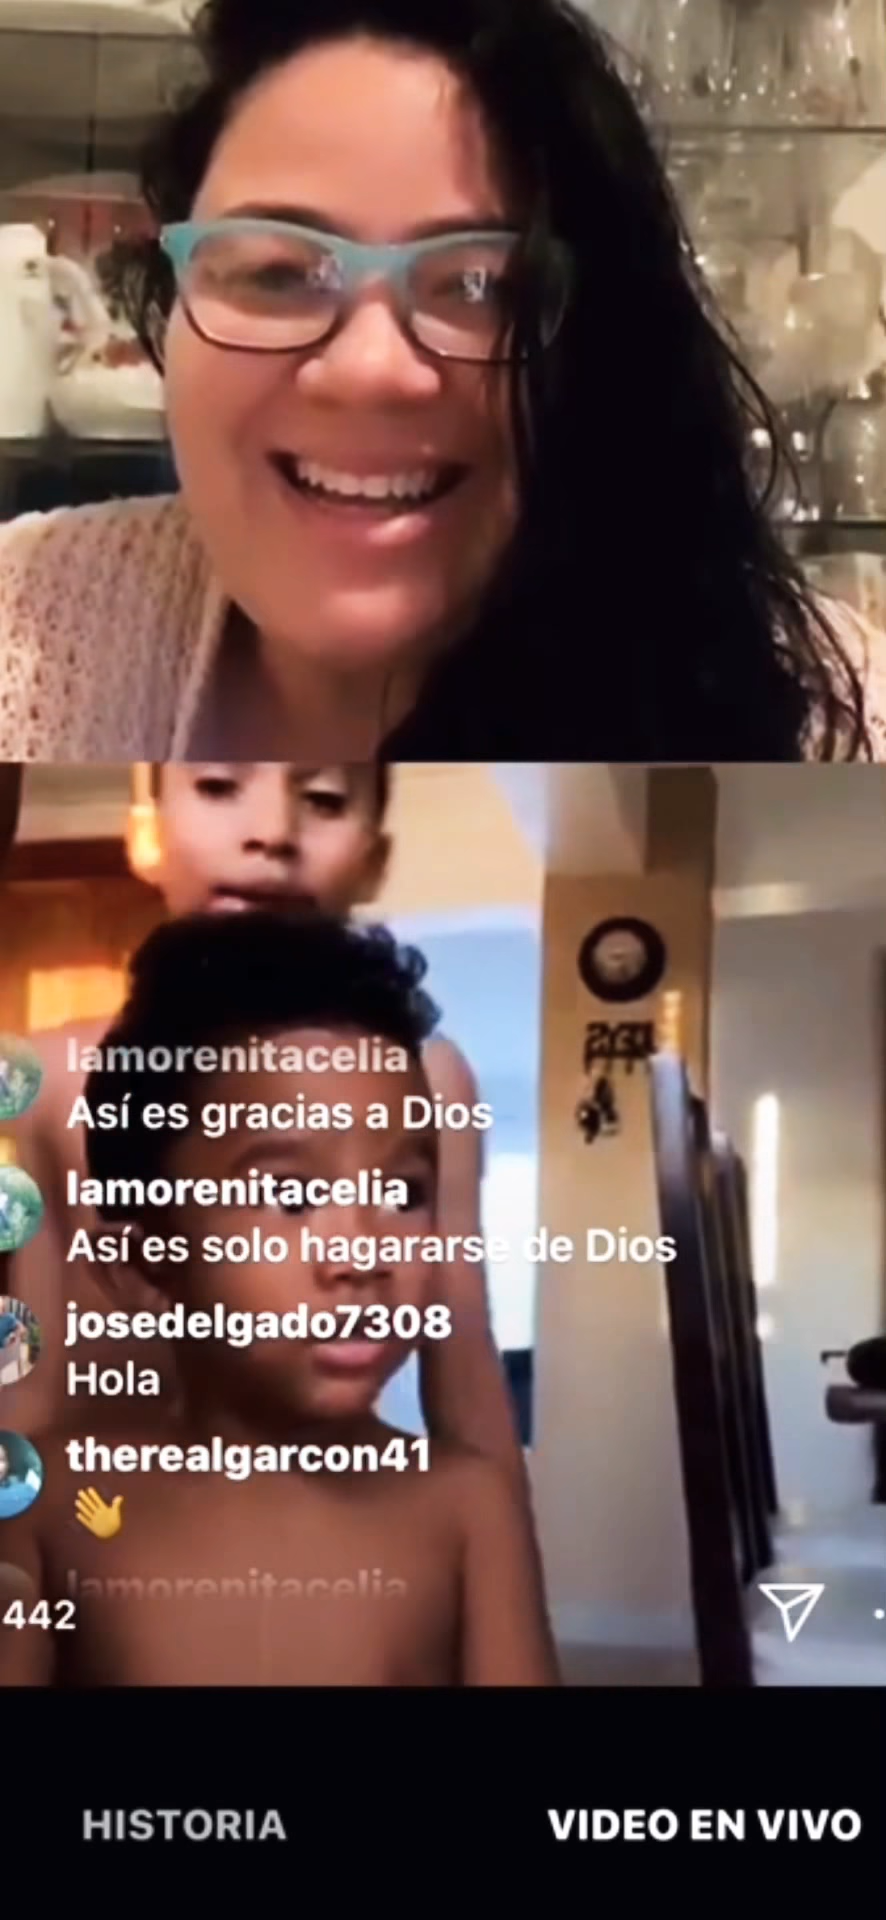 lamorenitacelia
Así es gracias a Dios
lamorenitacelia
Así es solo hagararse de Dios
josedelgado7308
Hola
therealgarcon41
lamorenitacelia
442
HISTORIA
VIDEO EN VIVO